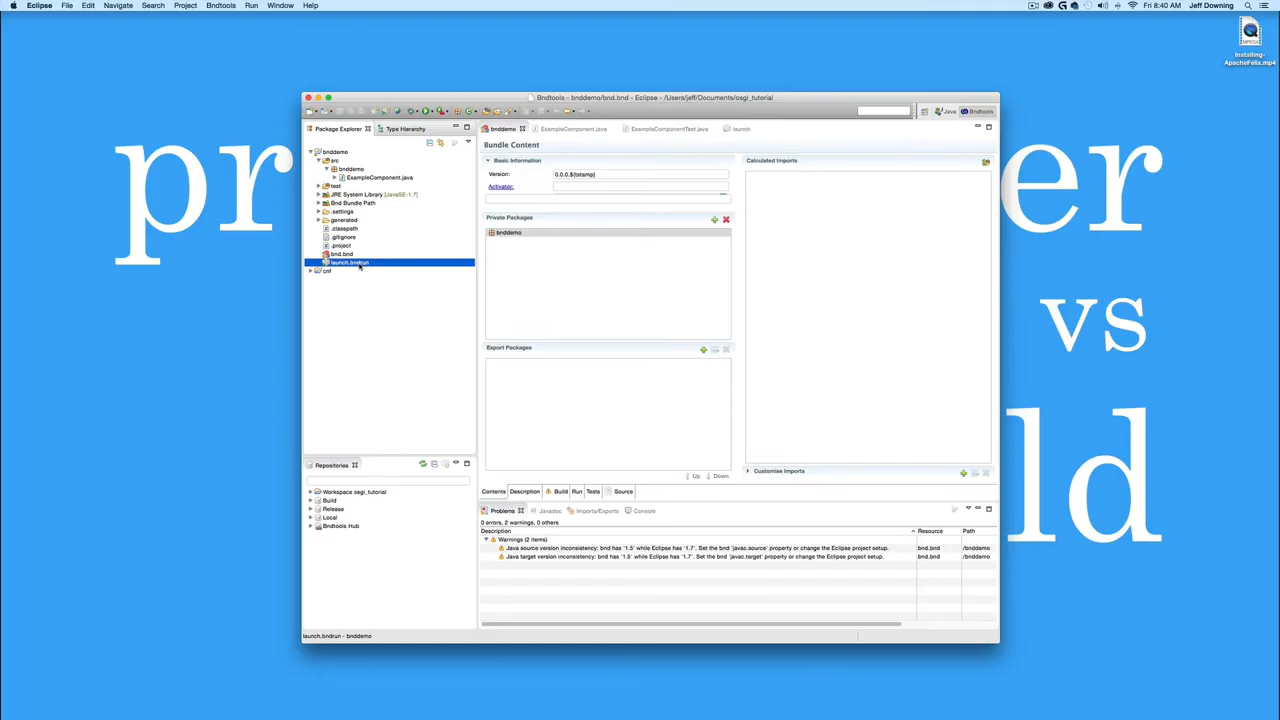 Eclipse File Edit Navigate Search Project Bndtools Run Window Help Fri 8:40 AM Jeff Downing
Installing-
ApacheFelix.mp4
Bndtools - bnddemo/bnd.bnd - Eclipse - /Users/jeff/Documents/osgi_tutorial
Java Bndtools
Package Explorer Type Hierarchy
bnddemo
src
bnddemo
ExampleComponent.java
test
JRE System Library [JavaSE-1.7]
Bnd Bundle Path
.settings
generated
.classpath
.gitignore
.project
bnd.bnd
launch.bndrun
cnf
Repositories
Workspace osgi_tutorial
Build
Release
Local
Bndtools Hub
bnddemo ExampleComponent.java ExampleComponentTest.java launch
Bundle Content
Basic Information
Version: 0.0.0.${tstamp}
Activator:
Private Packages
bnddemo
Export Packages
Up Down
Calculated Imports
Customise Imports
Contents Description Build Run Tests Source
Problems Javadoc Imports/Exports Console
0 errors, 2 warnings, 0 others
Description Resource Path
Warnings (2 items)
Java source version inconsistency: bnd has '1.5' while Eclipse has '1.7'. Set the bnd 'javac.source' property or change the Eclipse project setup. bnd.bnd /bnddemo
Java target version inconsistency: bnd has '1.5' while Eclipse has '1.7'. Set the bnd 'javac.target' property or change the Eclipse project setup. bnd.bnd /bnddemo
launch.bndrun - bnddemo
pr er
vs
ld